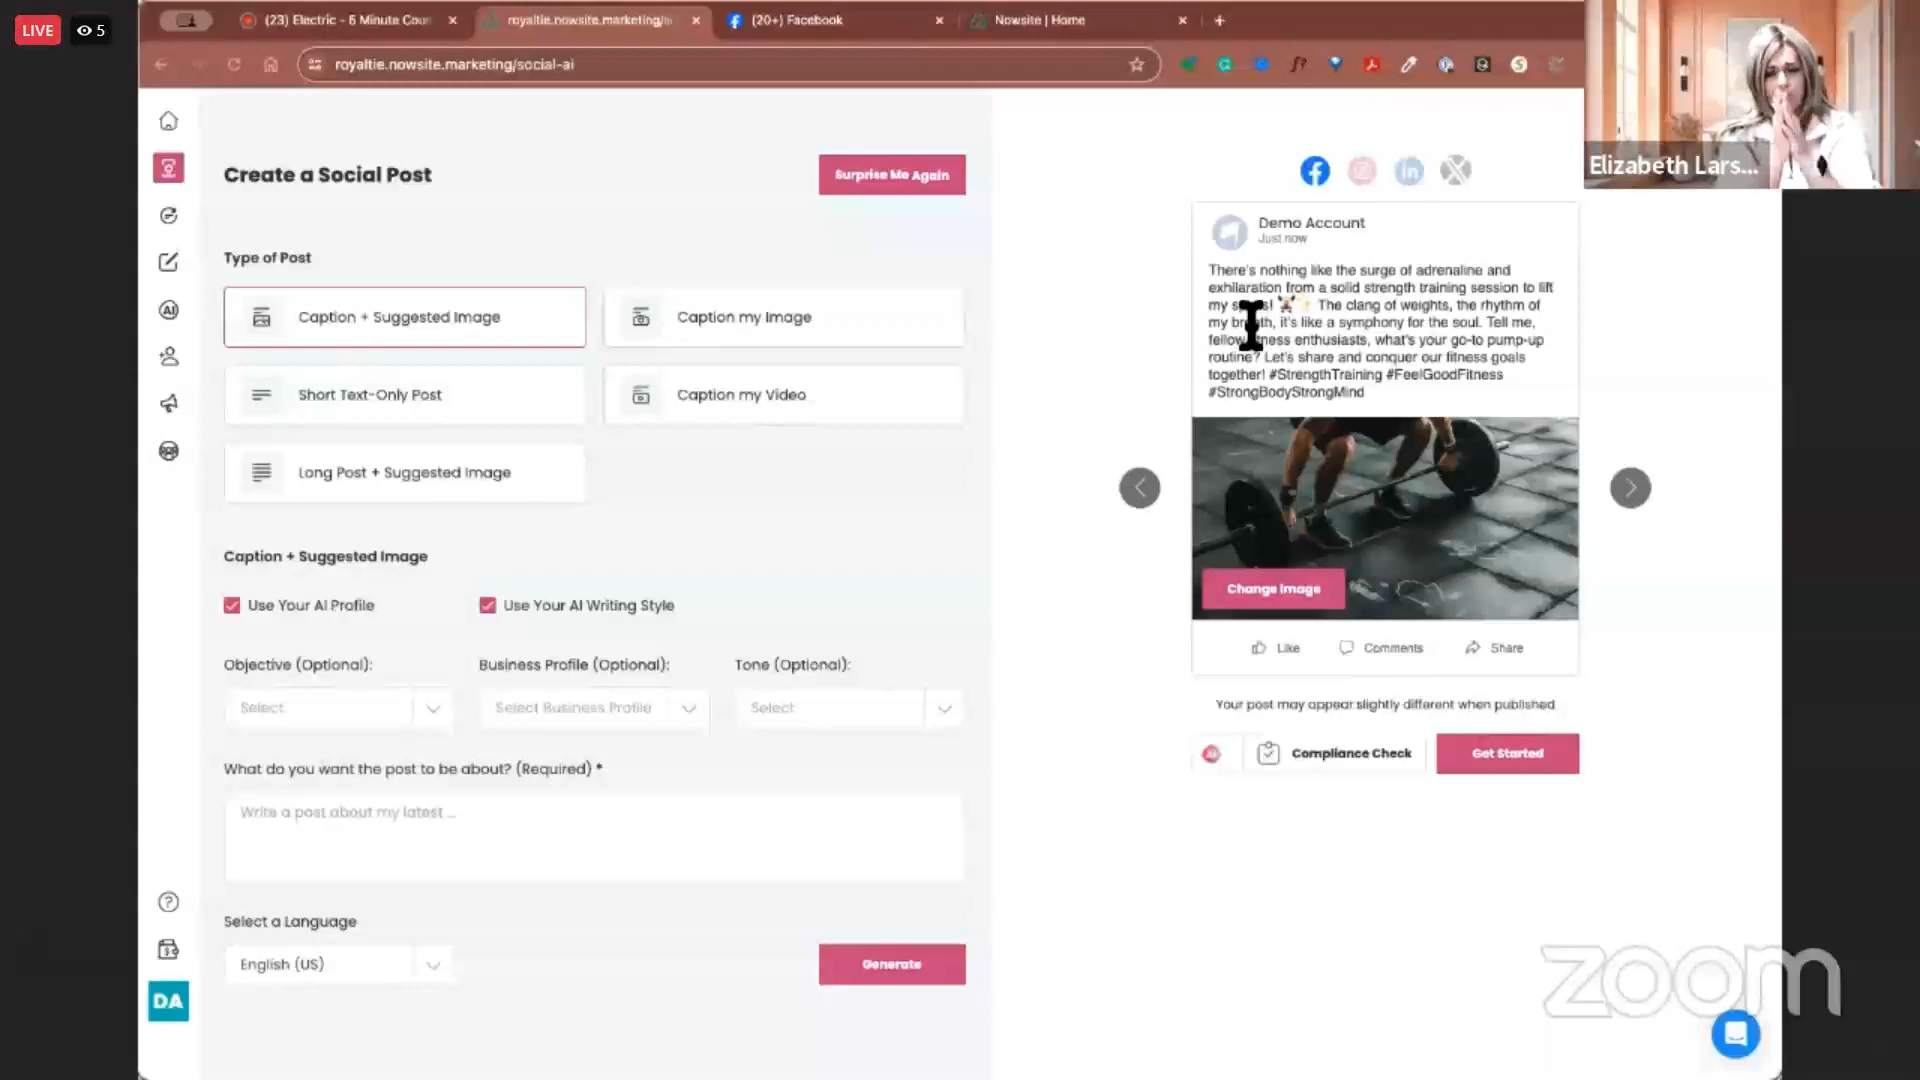 LIVE
5
(23) Electric - 5 Minute Coun
royaltie.nowsite.marketing/s
(20+) Facebook
Nowsite | Home
royaltie.nowsite.marketing/social-ai
Elizabeth Lars...
Create a Social Post
Surprise Me Again
Type of Post
Caption + Suggested Image
Caption my Image
Short Text-Only Post
Caption my Video
Long Post + Suggested Image
Caption + Suggested Image
Use Your AI Profile
Use Your AI Writing Style
Objective (Optional):
Business Profile (Optional):
Tone (Optional):
Select
Select Business Profile
Select
What do you want the post to be about? (Required) *
Write a post about my latest ...
Select a Language
English (US)
Generate
DA
Demo Account
Just now
There's nothing like the surge of adrenaline and
exhilaration from a solid strength training session to lift
my The clang of weights, the rhythm of
my it's like a symphony for the soul. Tell me,
fellow enthusiasts, what's your go-to pump-up
routine? Let's share and conquer our fitness goals
together! #StrengthTraining #FeelGoodFitness
#StrongBodyStrongMind
Change Image
Like
Comments
Share
Your post may appear slightly different when published
Compliance Check
Get Started
zoom